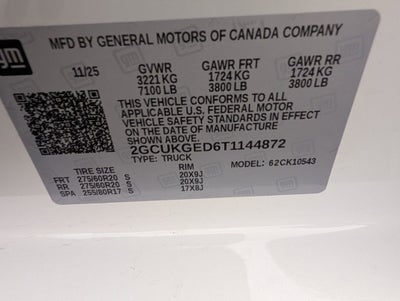 gm
MFD BY GENERAL MOTORS OF CANADA COMPANY
11/25 GVWR GAWR FRT GAWR RR
3221 KG 1724 KG 1724 KG
7100 LB 3800 LB 3800 LB
THIS VEHICLE CONFORMS TO ALL
APPLICABLE U.S. FEDERAL MOTOR
VEHICLE SAFETY STANDARDS IN EFFECT
ON THE DATE OF MANUFACTURE
SHOWN ABOVE.
2GCUKGED6T1144872
TYPE: TRUCK MODEL: 62CK10543
TIRE SIZE RIM
FRT 275/60R20 S 20X9J
RR 275/60R20 S 20X9J
SPA 255/80R17 S 17X8J